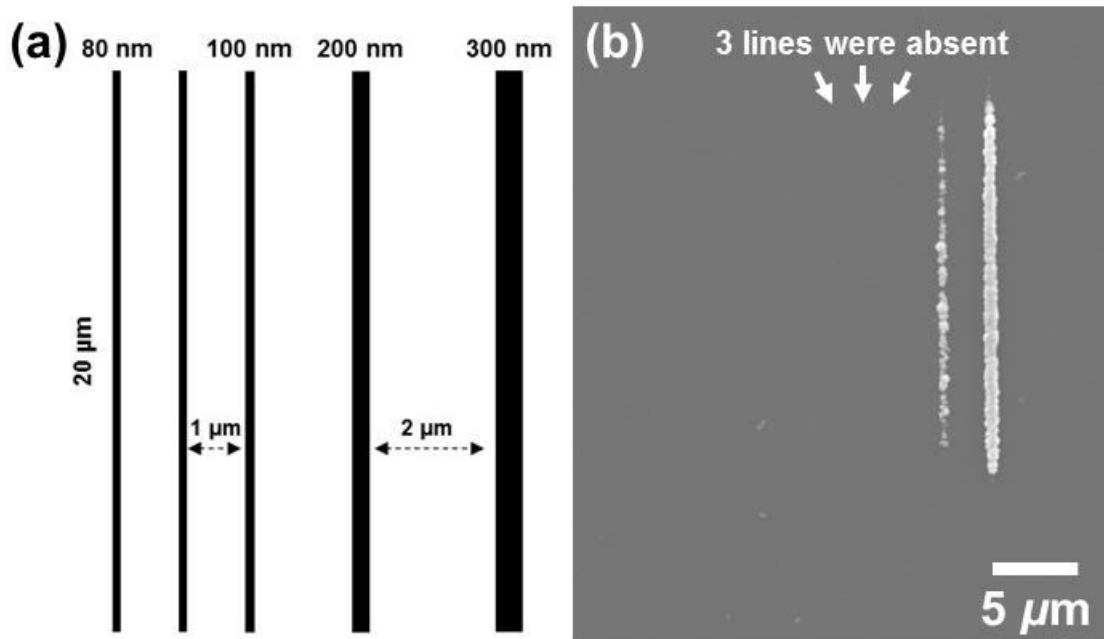 (a)
80 nm 100 nm 200 nm 300 nm
20 µm
1 µm
2 µm
(b)
3 lines were absent
5 µm